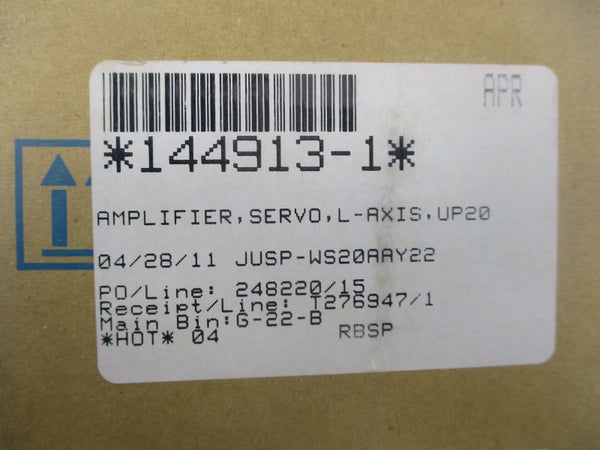 APR
*144913-1*
AMPLIFIER,SERVO,L-AXIS,UP20
04/28/11 JUSP-WS20AAY22
PO/Line: 248220/15
Receipt/Line: T276947/1
Main Bin:G-22-B
*HOT* 04 RBSP